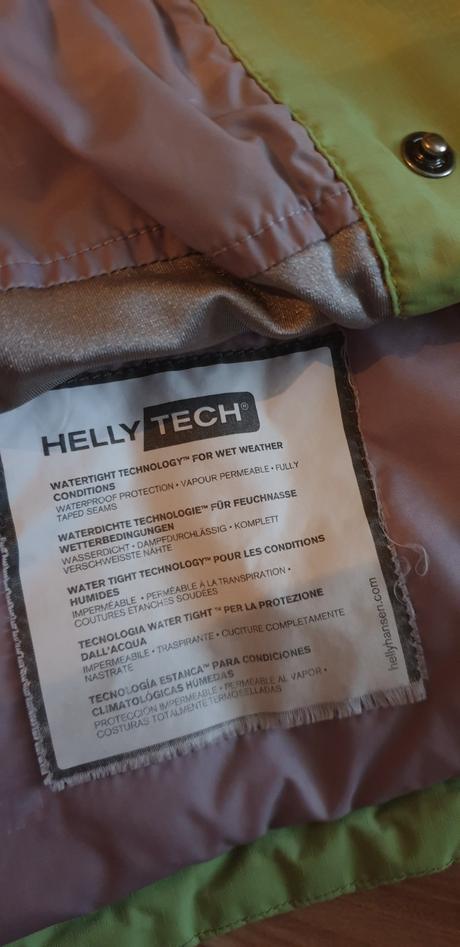 HELLY TECH®
WATERTIGHT TECHNOLOGY™ FOR WET WEATHER
CONDITIONS
WATERPROOF PROTECTION • VAPOUR PERMEABLE • FULLY
TAPED SEAMS
WATERDICHTE TECHNOLOGIE™ FÜR FEUCHNASSE
WETTERBEDINGUNGEN
WASSERDICHT • DAMPFDURCHLÄSSIG • KOMPLETT
VERSCHWEISSTE NÄHTE
WATER TIGHT TECHNOLOGY™ POUR LES CONDITIONS
HUMIDES
IMPERMÉABLE • PERMÉABLE À LA TRANSPIRATION •
COUTURES ETANCHES SOUDÉES
TECNOLOGIA WATER TIGHT ™ PER LA PROTEZIONE
DALL'ACQUA
IMPERMEABILE • TRASPIRANTE • CUCITURE COMPLETAMENTE
NASTRATE
TECNOLOGÍA ESTANCA™ PARA CONDICIONES
CLIMATOLÓGICAS HÚMEDAS
PROTECCIÓN IMPERMEABLE • PERMEABLE AL VAPOR •
COSTURAS TOTALMENTE TERMOSELLADAS
hellyhansen.com